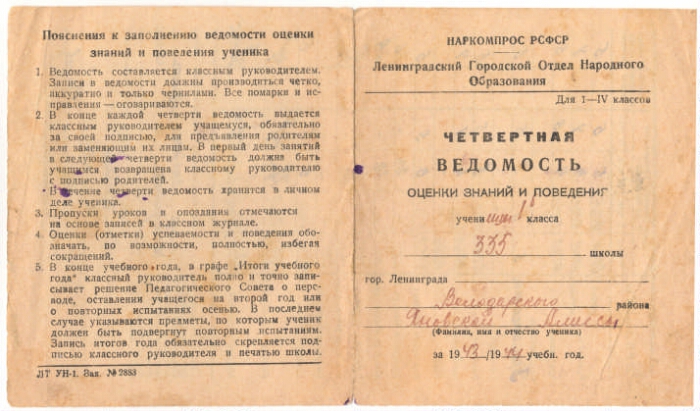 Пояснения к заполнению ведомости оценки
знаний и поведения ученика
1. Ведомость составляется классным руководителем.
Записи в ведомости должны производиться четко,
аккуратно и только чернилами. Все помарки и ис-
правления — оговариваются.
2. В конце каждой четверти ведомость выдается
классным руководителем учащемуся, обязательно
за своей подписью, для предъявления родителям
или заменяющим их лицам. В первый день занятий
в следующей четверти ведомость должна быть
учащимся возвращена классному руководителю
с подписью родителей.
В течение четверти ведомость хранится в личном
деле ученика.
3. Пропуски уроков и опоздания отмечаются
на основе записей в классном журнале.
4. Оценки (отметки) успеваемости и поведения обо-
значать, по возможности, полностью, избегая
сокращений.
5. В конце учебного года, в графе „Итоги учебного
года" классный руководитель полно и точно запи-
сывает решение Педагогического Совета о пере-
воде, оставлении учащегося на второй год или
о повторных испытаниях осенью. В последнем
случае указываются предметы, по которым ученик
должен быть подвергнут повторным испытаниям.
Запись итогов года обязательно скрепляется под-
писью классного руководителя и печатью школы.
ЛТ УН-1. Зак. № 2883
НАРКОМПРОС РСФСР
Ленинградский Городской Отдел Народного
Образования
Для I—IV классов
ЧЕТВЕРТНАЯ
ВЕДОМОСТЬ
ОЦЕНКИ ЗНАНИЙ И ПОВЕДЕНИЯ
учени цы 1в класса
335 школы
гор. Ленинграда
Володарского района
Яновской
(Фамилия, имя и отчество ученика)
за 1943/1944 учебн. год.